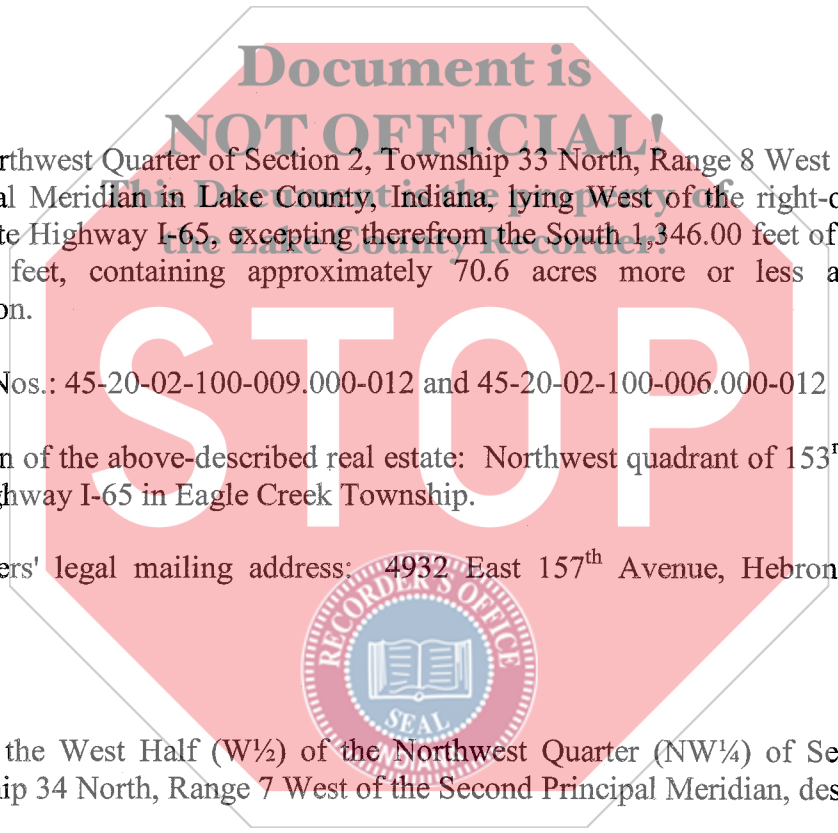 Document is
NOT OFFICIAL!
This Document is the property of
the Lake County Recorder!
rthwest Quarter of Section 2, Township 33 North, Range 8 West
al Meridian in Lake County, Indiana, lying West of the right-o
te Highway I-65, excepting therefrom the South 1,346.00 feet of
feet, containing approximately 70.6 acres more or less a
on.
Nos.: 45-20-02-100-009.000-012 and 45-20-02-100-006.000-012
n of the above-described real estate: Northwest quadrant of 153r
ghway I-65 in Eagle Creek Township.
ers' legal mailing address: 4932 East 157th Avenue, Hebron
STOP
RECORDER'S OFFICE
SEAL
the West Half (W½) of the Northwest Quarter (NW¼) of Se
ip 34 North, Range 7 West of the Second Principal Meridian, des